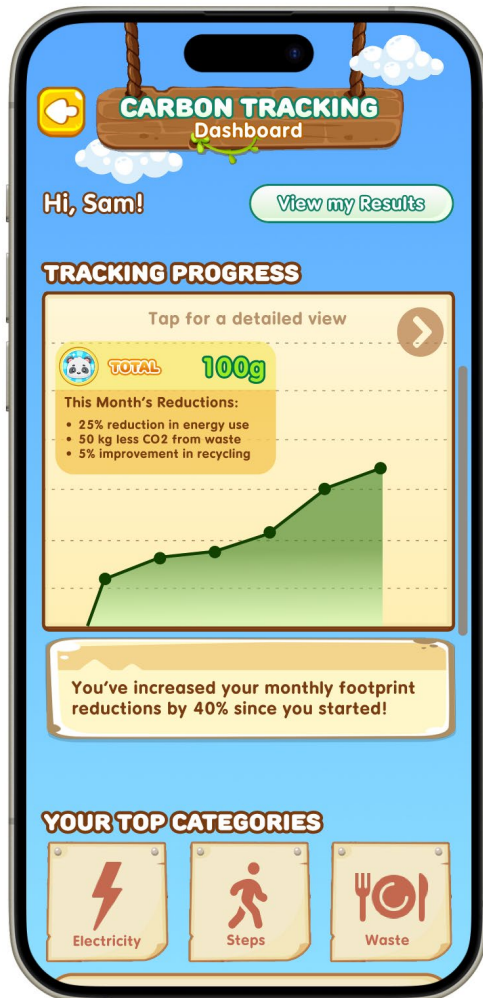 CARBON TRACKING
Dashboard
Hi, Sam!
View my Results
TRACKING PROGRESS
Tap for a detailed view
TOTAL
100g
This Month's Reductions:
• 25% reduction in energy use
• 50 kg less CO2 from waste
• 5% improvement in recycling
You've increased your monthly footprint
reductions by 40% since you started!
YOUR TOP CATEGORIES
Electricity
Steps
Waste